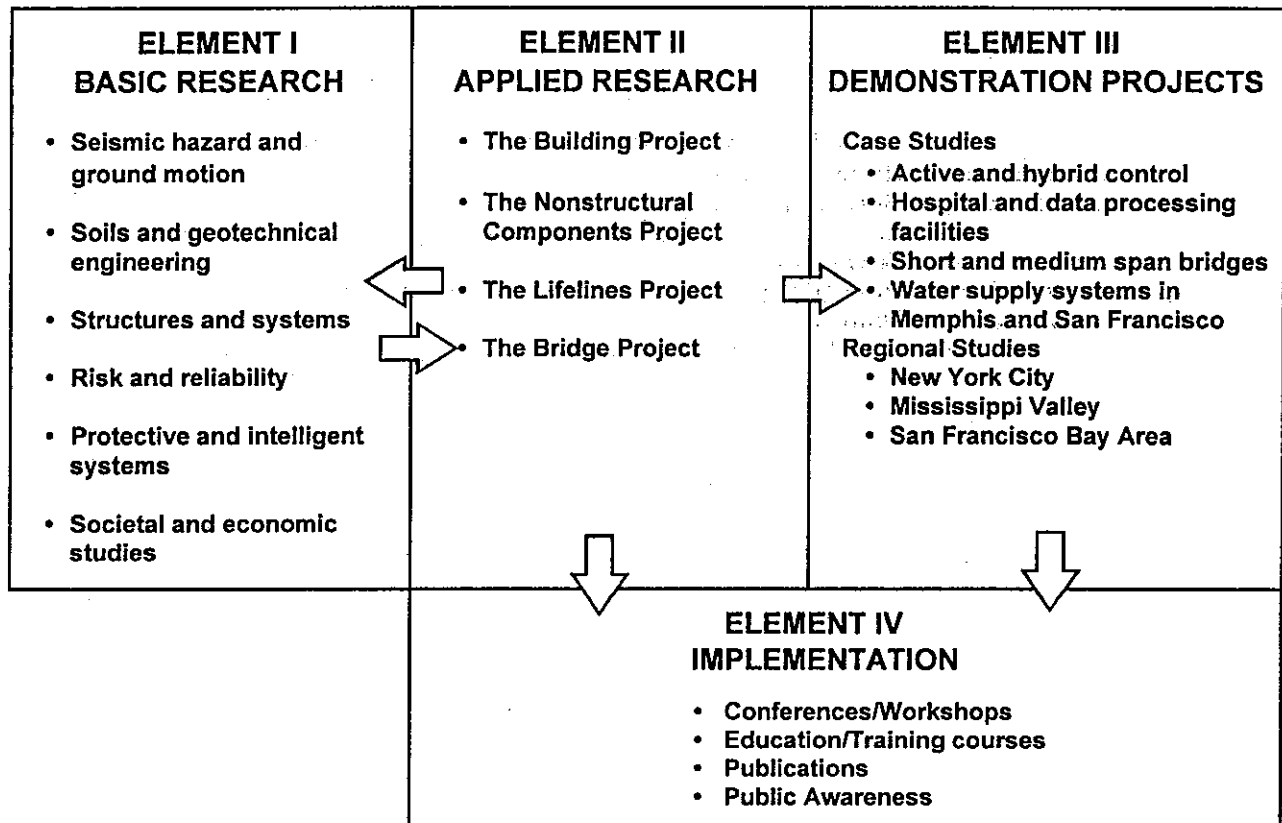 ELEMENT I
BASIC RESEARCH
• Seismic hazard and
ground motion
• Soils and geotechnical
engineering
• Structures and systems
• Risk and reliability
• Protective and intelligent
systems
• Societal and economic
studies
ELEMENT II
APPLIED RESEARCH
• The Building Project
• The Nonstructural
Components Project
• The Lifelines Project
• The Bridge Project
ELEMENT III
DEMONSTRATION PROJECTS
Case Studies
• Active and hybrid control
• Hospital and data processing
facilities
• Short and medium span bridges
• Water supply systems in
Memphis and San Francisco
Regional Studies
• New York City
• Mississippi Valley
• San Francisco Bay Area
ELEMENT IV
IMPLEMENTATION
• Conferences/Workshops
• Education/Training courses
• Publications
• Public Awareness